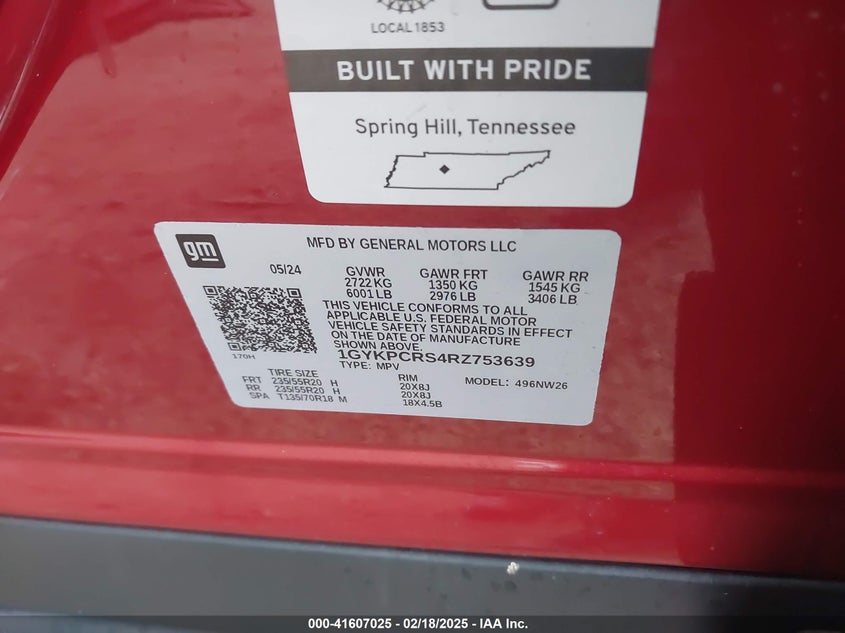 LOCAL 1853
BUILT WITH PRIDE
Spring Hill, Tennessee
gm
MFD BY GENERAL MOTORS LLC
05/24 GVWR GAWR FRT GAWR RR
2722 KG 1350 KG 1545 KG
6001 LB 2976 LB 3406 LB
THIS VEHICLE CONFORMS TO ALL
APPLICABLE U.S. FEDERAL MOTOR
VEHICLE SAFETY STANDARDS IN EFFECT
ON THE DATE OF MANUFACTURE
SHOWN ABOVE.
170H
1GYKPCRS4RZ753639
TYPE: MPV
TIRE SIZE RIM MODEL: 496NW26
FRT 235/55R20 H 20X8J
RR 235/55R20 H 20X8J
SPA T135/70R18 M 18X4.5B
000-41607025 - 02/18/2025 - IAA Inc.